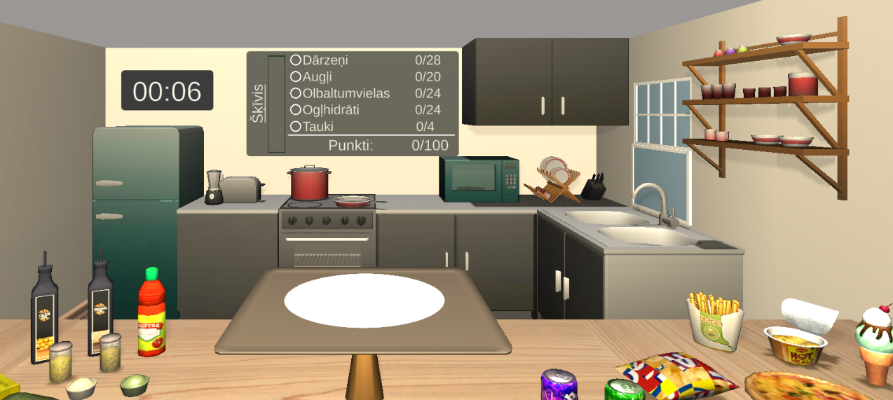 00:06
Šķīvis
Dārzeņi 0/28
Augļi 0/20
Olbaltumvielas 0/24
Ogļhidrāti 0/24
Tauki 0/4
Punkti: 0/100
HOT